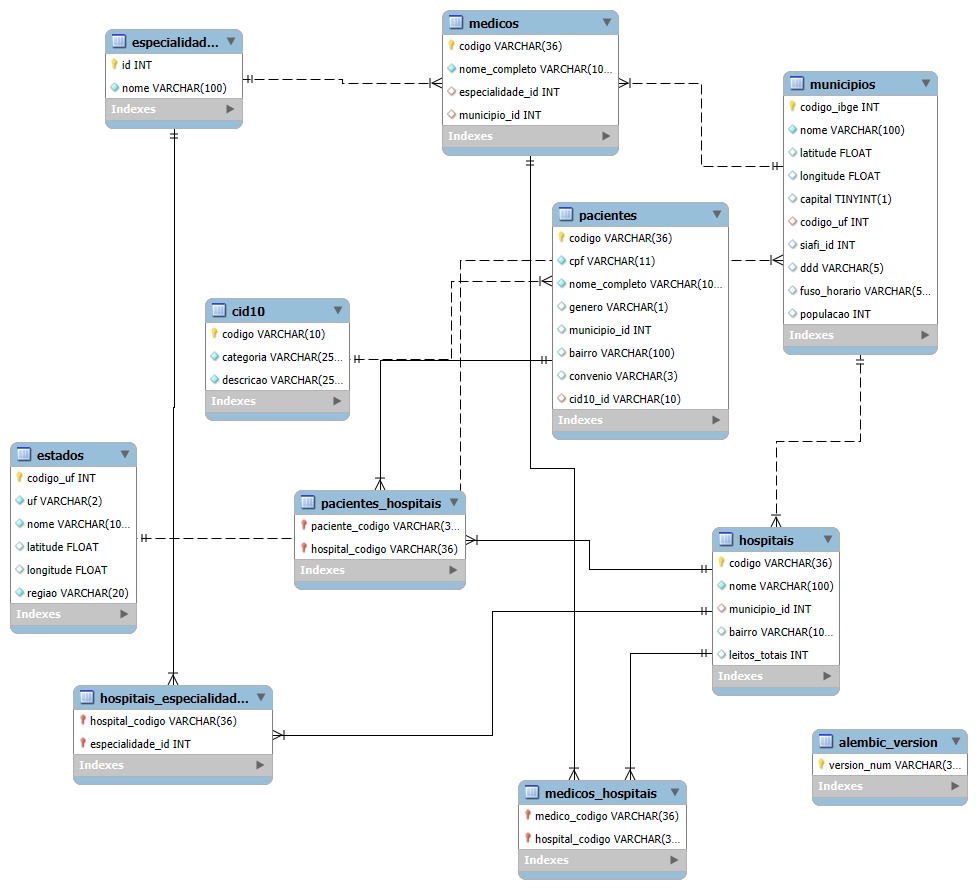 especialidad...
id INT
nome VARCHAR(100)
Indexes
medicos
codigo VARCHAR(36)
nome_completo VARCHAR(10...
especialidade_id INT
municipio_id INT
Indexes
municipios
codigo_ibge INT
nome VARCHAR(100)
latitude FLOAT
longitude FLOAT
capital TINYINT(1)
codigo_uf INT
siafi_id INT
ddd VARCHAR(5)
fuso_horario VARCHAR(5...
populacao INT
Indexes
pacientes
codigo VARCHAR(36)
cpf VARCHAR(11)
nome_completo VARCHAR(10...
genero VARCHAR(1)
municipio_id INT
bairro VARCHAR(100)
convenio VARCHAR(3)
cid10_id VARCHAR(10)
Indexes
cid10
codigo VARCHAR(10)
categoria VARCHAR(25...
descricao VARCHAR(25...
Indexes
estados
codigo_uf INT
uf VARCHAR(2)
nome VARCHAR(10...
latitude FLOAT
longitude FLOAT
regiao VARCHAR(20)
Indexes
pacientes_hospitais
paciente_codigo VARCHAR(3...
hospital_codigo VARCHAR(36)
Indexes
hospitais
codigo VARCHAR(36)
nome VARCHAR(100)
municipio_id INT
bairro VARCHAR(10...
leitos_totais INT
Indexes
hospitais_especialidad...
hospital_codigo VARCHAR(36)
especialidade_id INT
Indexes
medicos_hospitais
medico_codigo VARCHAR(36)
hospital_codigo VARCHAR(3...
Indexes
alembic_version
version_num VARCHAR(3...
Indexes